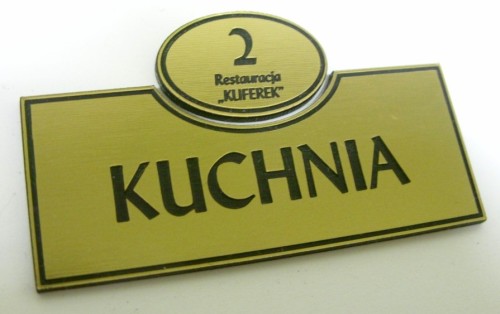 2
Restauracja
„KUFEREK”
KUCHNIA